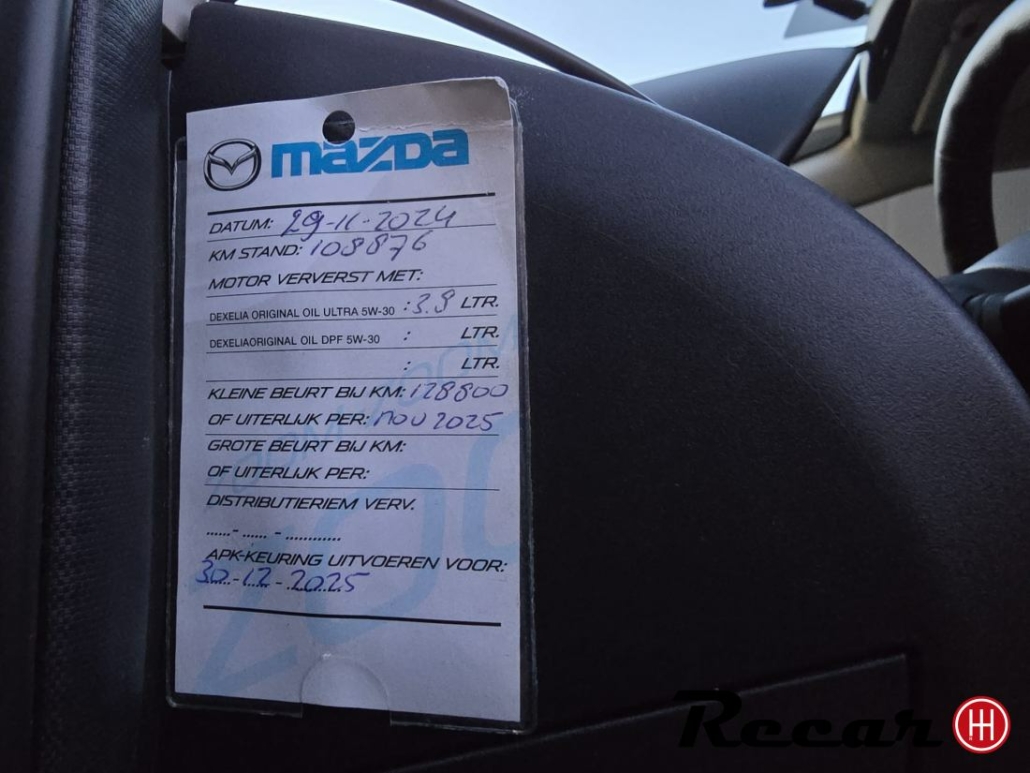 mazda
DATUM: 29-11-2024
KM STAND: 108876
MOTOR VERVERST MET:
DEXELIA ORIGINAL OIL ULTRA 5W-30 : 3.9 LTR.
DEXELIAORIGINAL OIL DPF 5W-30 : LTR.
: LTR.
KLEINE BEURT BIJ KM: 128800
OF UITERLIJK PER: NOV 2025
GROTE BEURT BIJ KM:
OF UITERLIJK PER:
DISTRIBUTIERIEM VERV.
......- ...... - ............
APK-KEURING UITVOEREN VOOR:
30-12-2025
Recar